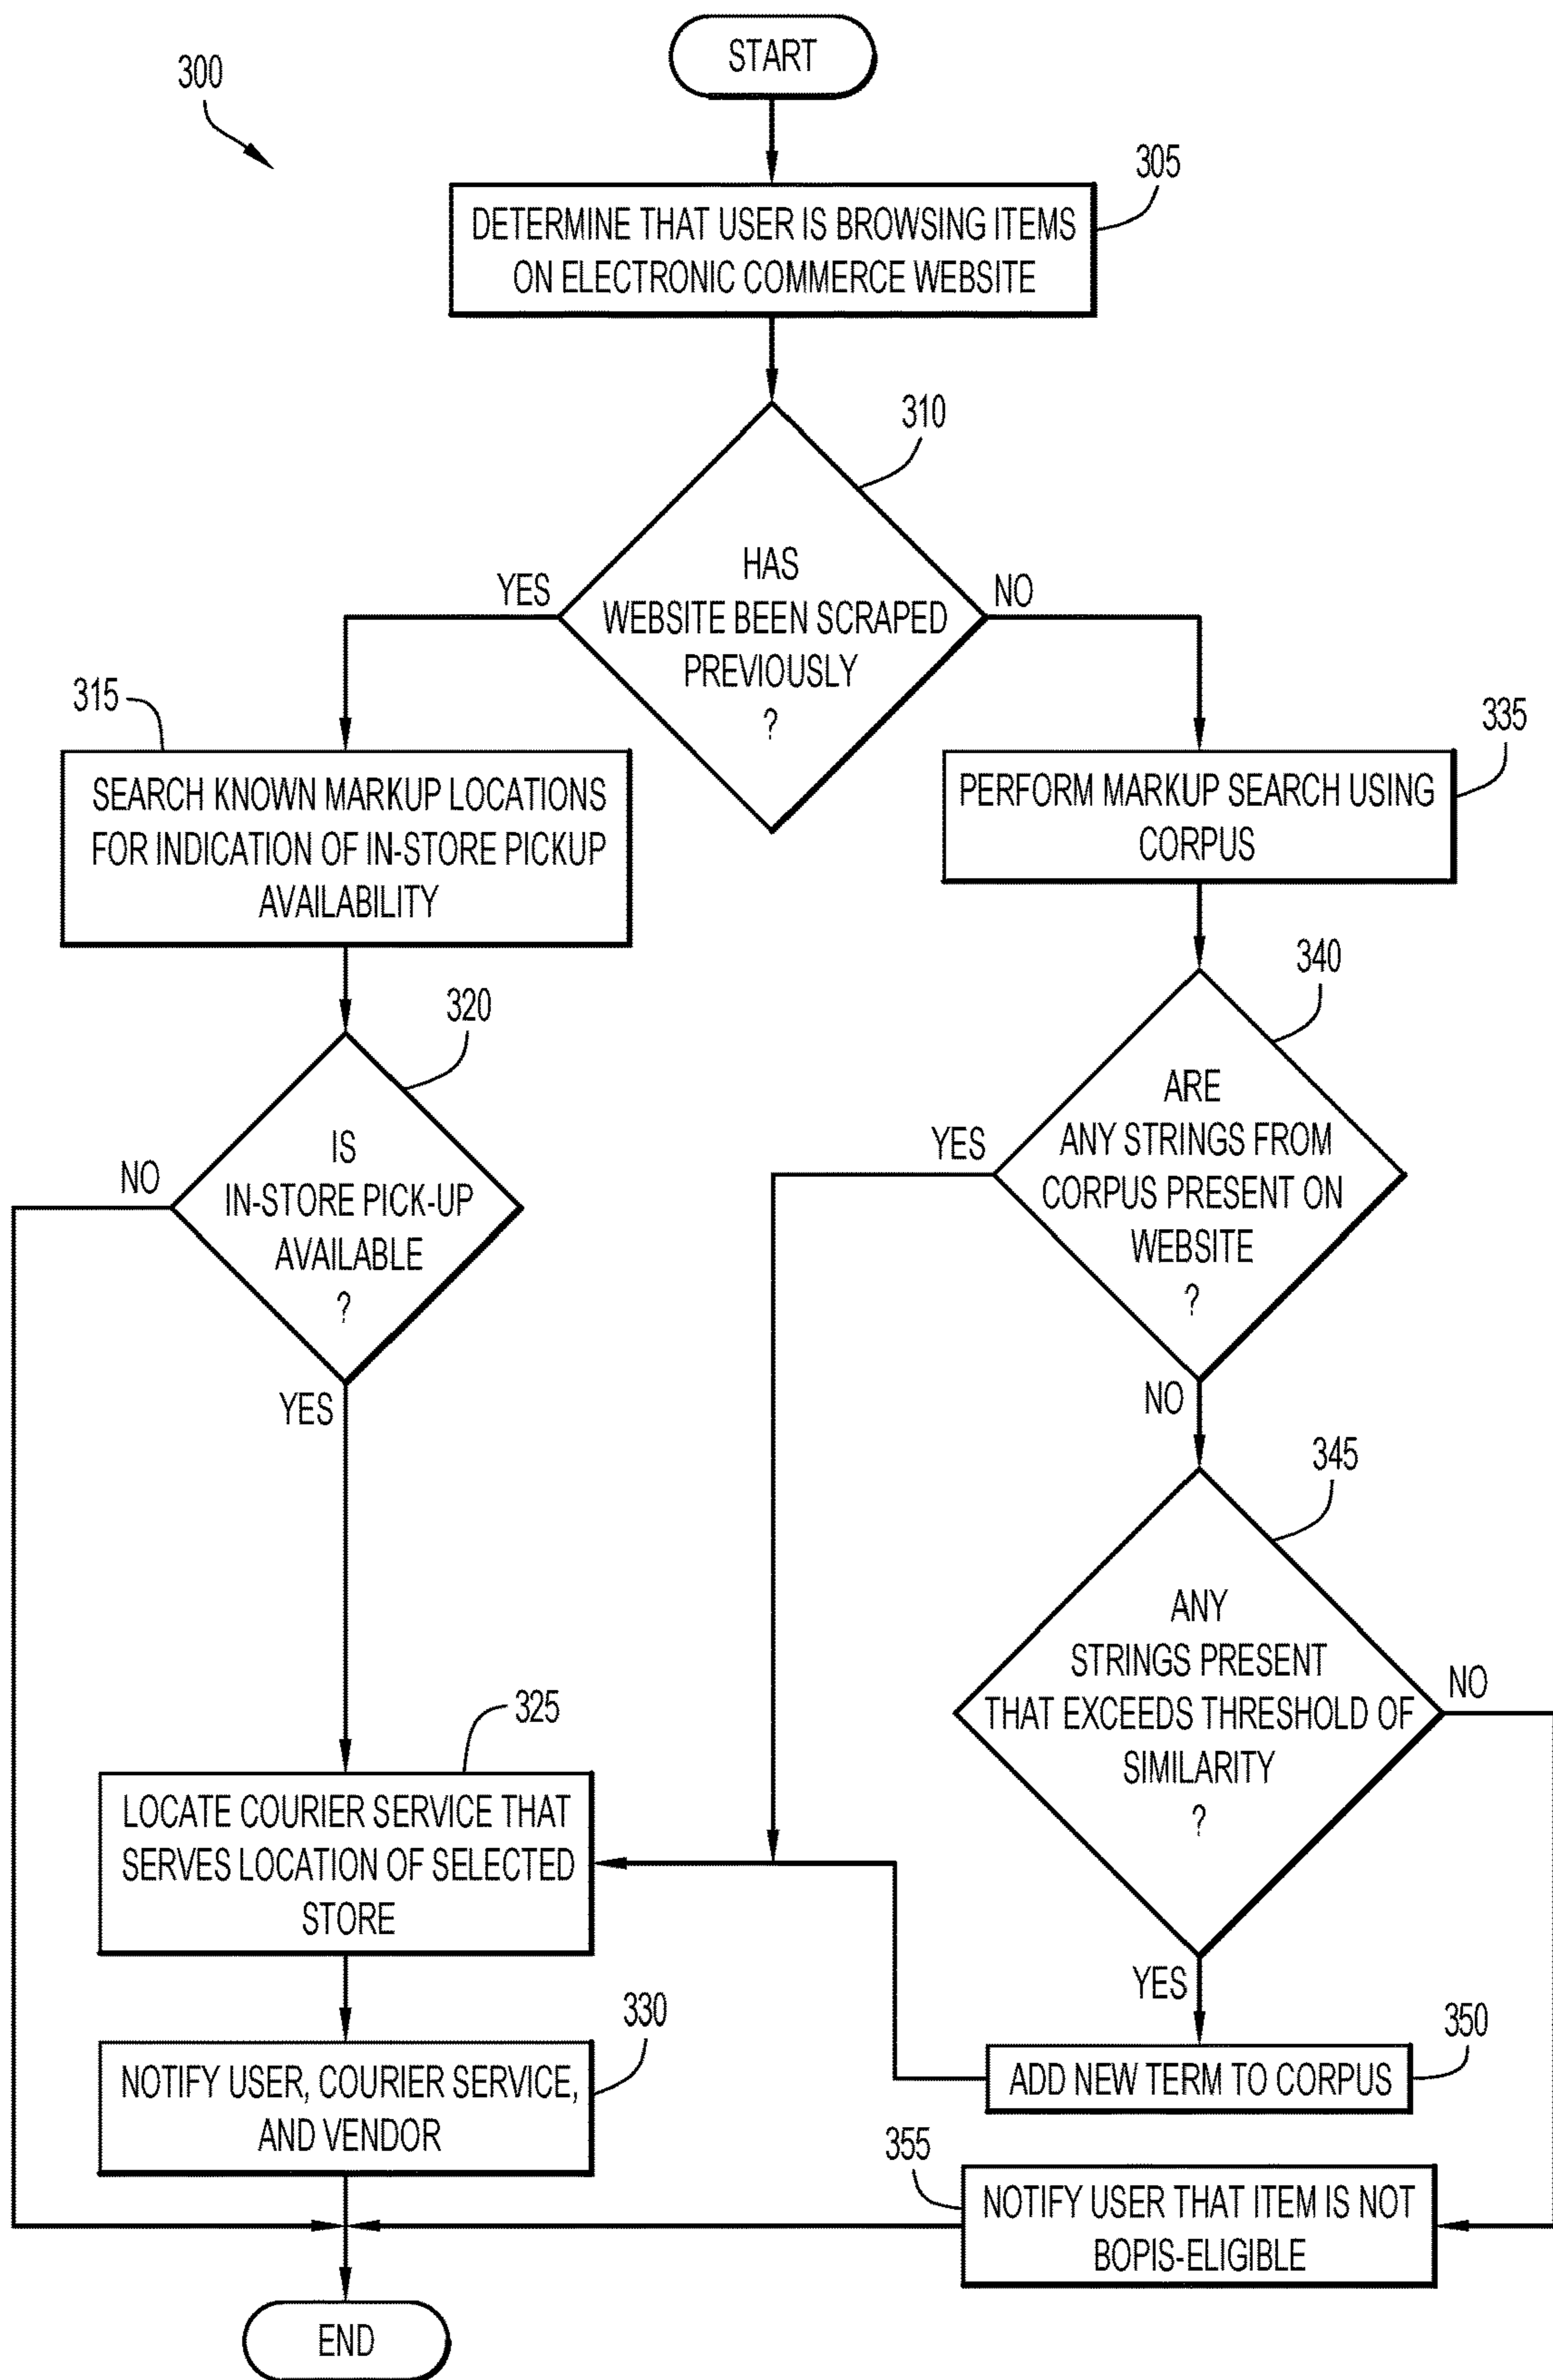 START
300
305
DETERMINE THAT USER IS BROWSING ITEMS
ON ELECTRONIC COMMERCE WEBSITE
310
HAS
WEBSITE BEEN SCRAPED
PREVIOUSLY
?
YES
NO
315
SEARCH KNOWN MARKUP LOCATIONS
FOR INDICATION OF IN-STORE PICKUP
AVAILABILITY
335
PERFORM MARKUP SEARCH USING
CORPUS
320
IS
IN-STORE PICK-UP
AVAILABLE
?
NO
YES
340
ARE
ANY STRINGS FROM
CORPUS PRESENT ON
WEBSITE
?
YES
NO
345
ANY
STRINGS PRESENT
THAT EXCEEDS THRESHOLD OF
SIMILARITY
?
NO
YES
325
LOCATE COURIER SERVICE THAT
SERVES LOCATION OF SELECTED
STORE
330
NOTIFY USER, COURIER SERVICE,
AND VENDOR
350
ADD NEW TERM TO CORPUS
355
NOTIFY USER THAT ITEM IS NOT
BOPIS-ELIGIBLE
END